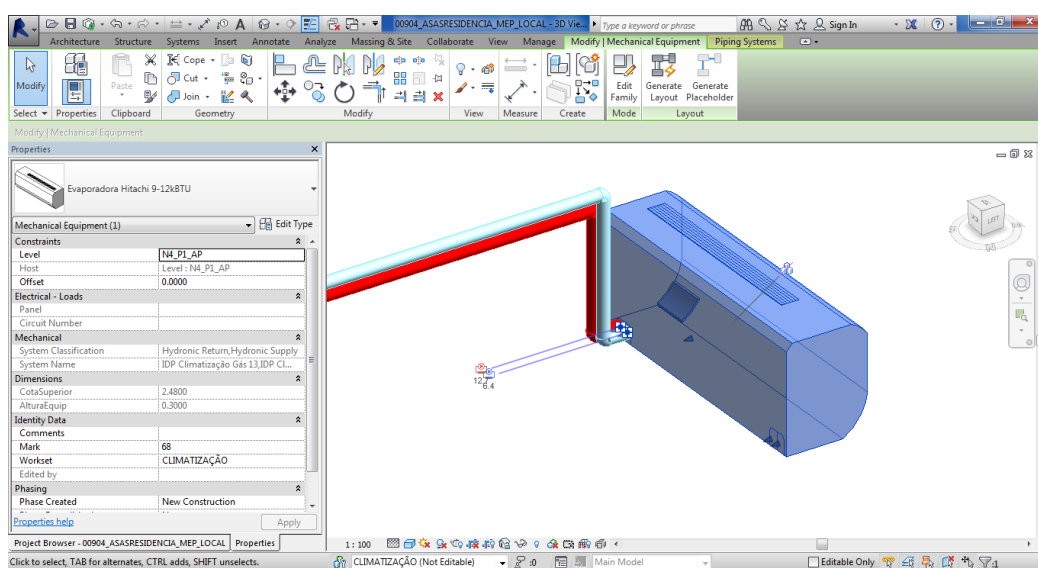 00904_ASASRESIDENCIA_MEP_LOCAL - 3D Vie...
Type a keyword or phrase
Sign In
Architecture Structure Systems Insert Annotate Analyze Massing & Site Collaborate View Manage Modify | Mechanical Equipment Piping Systems
Modify
Paste
Cope
Cut
Join
Edit Family
Generate Layout
Generate Placeholder
Select Properties Clipboard Geometry Modify View Measure Create Mode Layout
Modify | Mechanical Equipment
Properties
Evaporadora Hitachi 9-12kBTU
Mechanical Equipment (1) Edit Type
Constraints
Level N4_P1_AP
Host Level : N4_P1_AP
Offset 0.0000
Electrical - Loads
Panel
Circuit Number
Mechanical
System Classification Hydronic Return,Hydronic Supply
System Name IDP Climatização Gás 13,IDP Cl...
Dimensions
CotaSuperior 2.4800
AlturaEquip 0.3000
Identity Data
Comments
Mark 68
Workset CLIMATIZAÇÃO
Edited by
Phasing
Phase Created New Construction
Properties help Apply
Project Browser - 00904_ASASRESIDENCIA_MEP_LOCAL Properties
12.7
6.4
LEFT
1 : 100
Click to select, TAB for alternates, CTRL adds, SHIFT unselects.
CLIMATIZAÇÃO (Not Editable)
:0
Main Model
Editable Only
:1